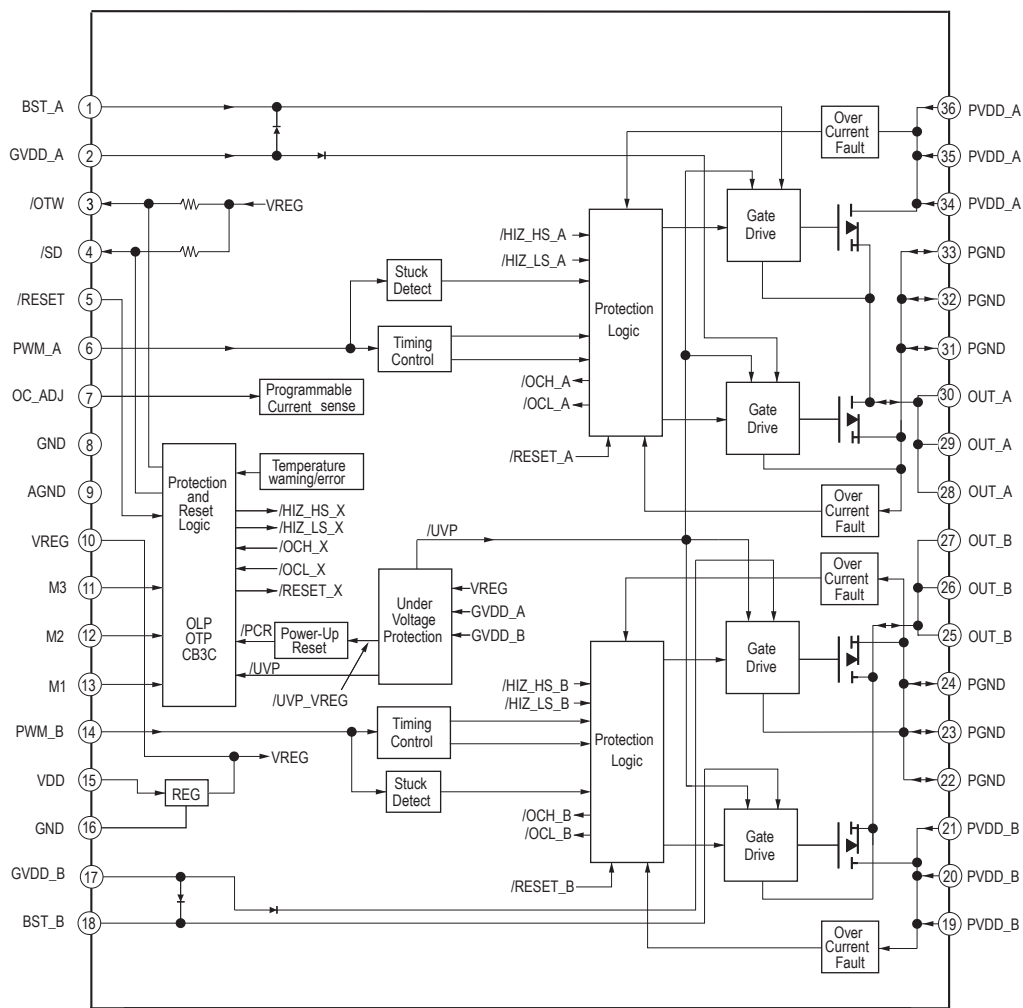 BST_A 1
GVDD_A 2
/OTW 3
/SD 4
/RESET 5
PWM_A 6
OC_ADJ 7
GND 8
AGND 9
VREG 10
M3 11
M2 12
M1 13
PWM_B 14
VDD 15
GND 16
GVDD_B 17
BST_B 18
VREG
Stuck
Detect
Timing
Control
Programmable
Current sense
Protection
and
Reset
Logic
OLP
OTP
CB3C
Temperature
warning/error
/HIZ_HS_X
/HIZ_LS_X
/OCH_X
/OCL_X
/RESET_X
/PCR
Power-Up
Reset
/UVP
/UVP_VREG
/UVP
Under
Voltage
Protection
VREG
GVDD_A
GVDD_B
Timing
Control
Stuck
Detect
VREG
REG
/HIZ_HS_A
/HIZ_LS_A
Protection
Logic
/OCH_A
/OCL_A
/RESET_A
/HIZ_HS_B
/HIZ_LS_B
Protection
Logic
/OCH_B
/OCL_B
/RESET_B
Over
Current
Fault
Gate
Drive
Gate
Drive
Over
Current
Fault
Over
Current
Fault
Gate
Drive
Gate
Drive
Over
Current
Fault
36 PVDD_A
35 PVDD_A
34 PVDD_A
33 PGND
32 PGND
31 PGND
30 OUT_A
29 OUT_A
28 OUT_A
27 OUT_B
26 OUT_B
25 OUT_B
24 PGND
23 PGND
22 PGND
21 PVDD_B
20 PVDD_B
19 PVDD_B